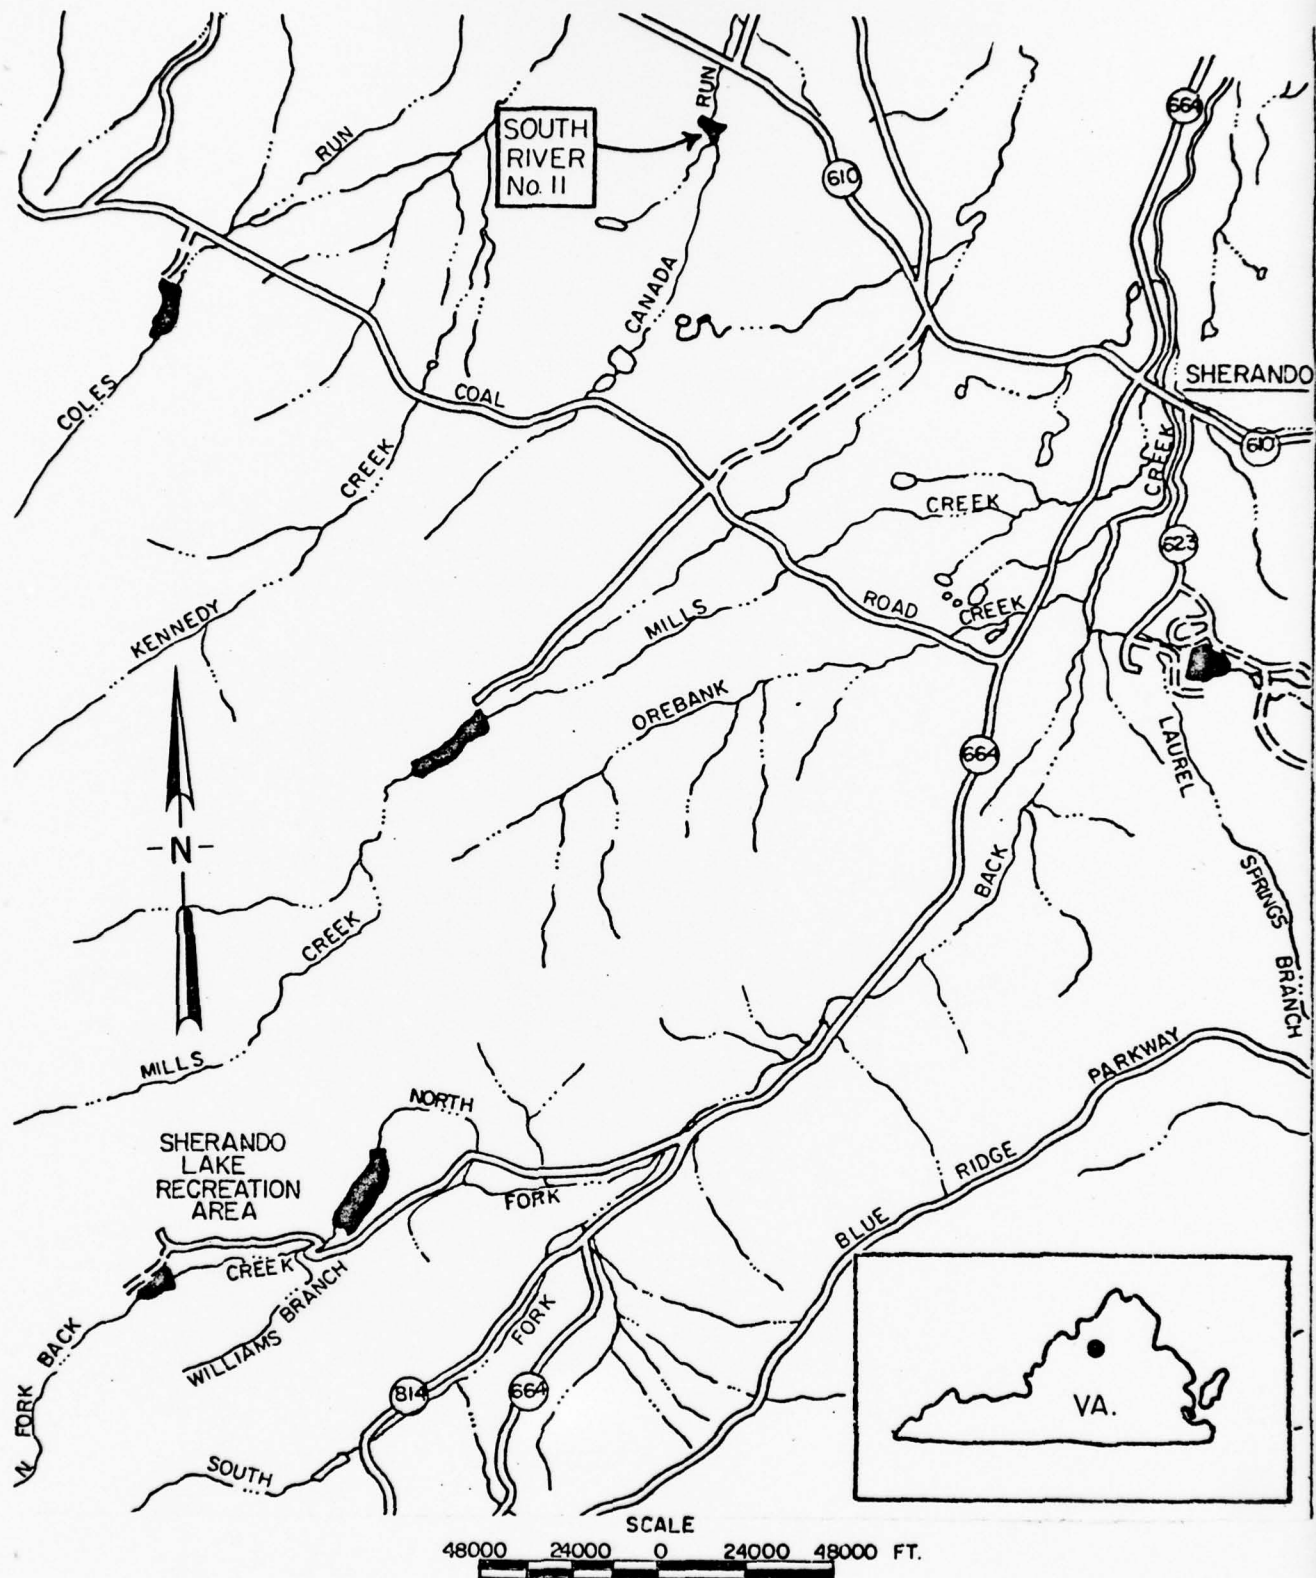 664
RUN
SOUTH
RIVER
No. 11
RUN
610
CANADA
SHERANDO
COLES
COAL
CREEK
610
CREEK
CREEK
623
KENNEDY
MILLS
ROAD
CREEK
OREBANK
LAUREL
664
-N-
BACK
SPRINGS
CREEK
BRANCH
MILLS
PARKWAY
NORTH
SHERANDO
LAKE
RECREATION
AREA
RIDGE
FORK
BLUE
CREEK
BRANCH
WILLIAMS
FORK
BACK
FORK
N
814
664
VA.
SOUTH
SCALE
48000 24000 0 24000 48000 FT.